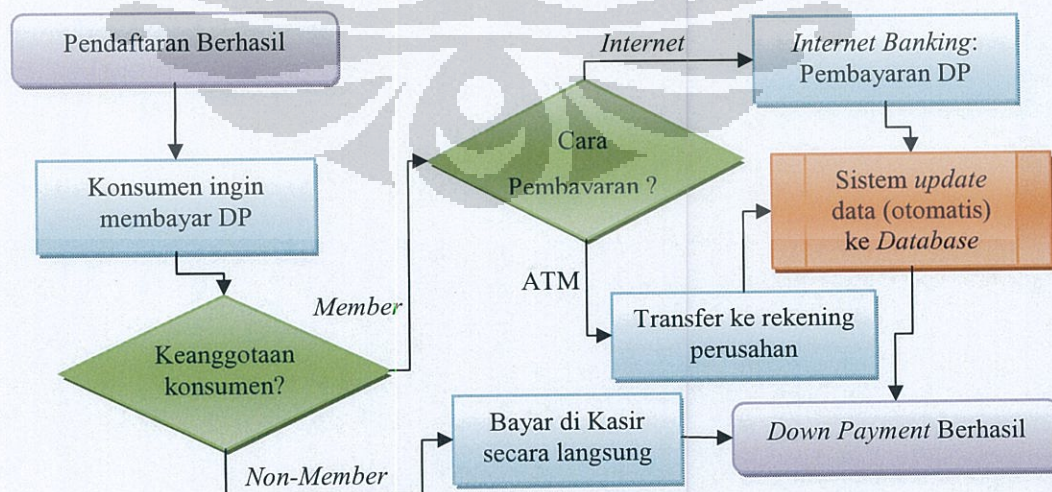 Pendaftaran Berhasil
Konsumen ingin
membayar DP
Keanggotaan
konsumen?
Member
Non-Member
Cara
Pembayaran ?
Internet
Internet Banking:
Pembayaran DP
Sistem update
data (otomatis)
ke Database
ATM
Transfer ke rekening
perusahan
Bayar di Kasir
secara langsung
Down Payment Berhasil